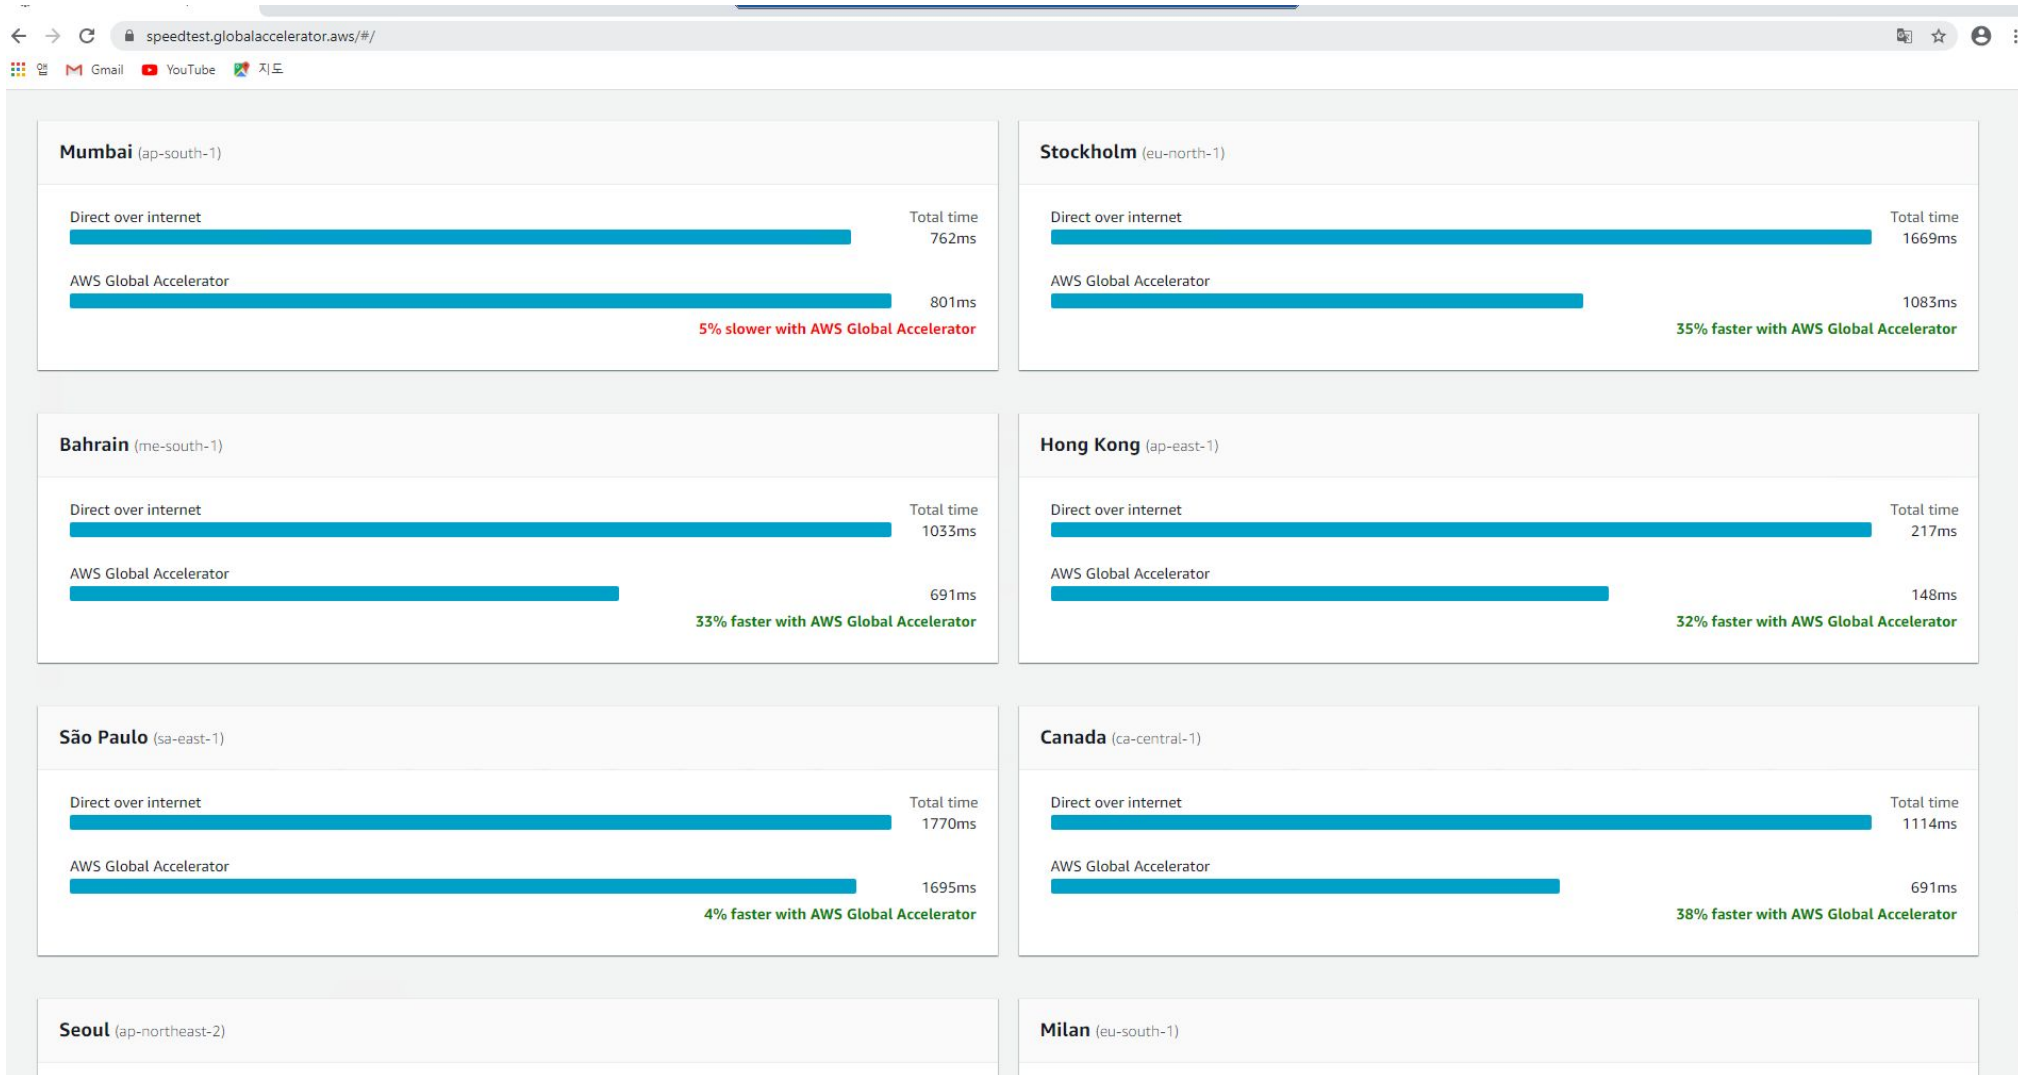 speedtest.globalaccelerator.aws/#/
앱 Gmail YouTube 지도
Mumbai (ap-south-1)
Direct over internet Total time
762ms
AWS Global Accelerator
801ms
5% slower with AWS Global Accelerator
Stockholm (eu-north-1)
Direct over internet Total time
1669ms
AWS Global Accelerator
1083ms
35% faster with AWS Global Accelerator
Bahrain (me-south-1)
Direct over internet Total time
1033ms
AWS Global Accelerator
691ms
33% faster with AWS Global Accelerator
Hong Kong (ap-east-1)
Direct over internet Total time
217ms
AWS Global Accelerator
148ms
32% faster with AWS Global Accelerator
São Paulo (sa-east-1)
Direct over internet Total time
1770ms
AWS Global Accelerator
1695ms
4% faster with AWS Global Accelerator
Canada (ca-central-1)
Direct over internet Total time
1114ms
AWS Global Accelerator
691ms
38% faster with AWS Global Accelerator
Seoul (ap-northeast-2)
Milan (eu-south-1)